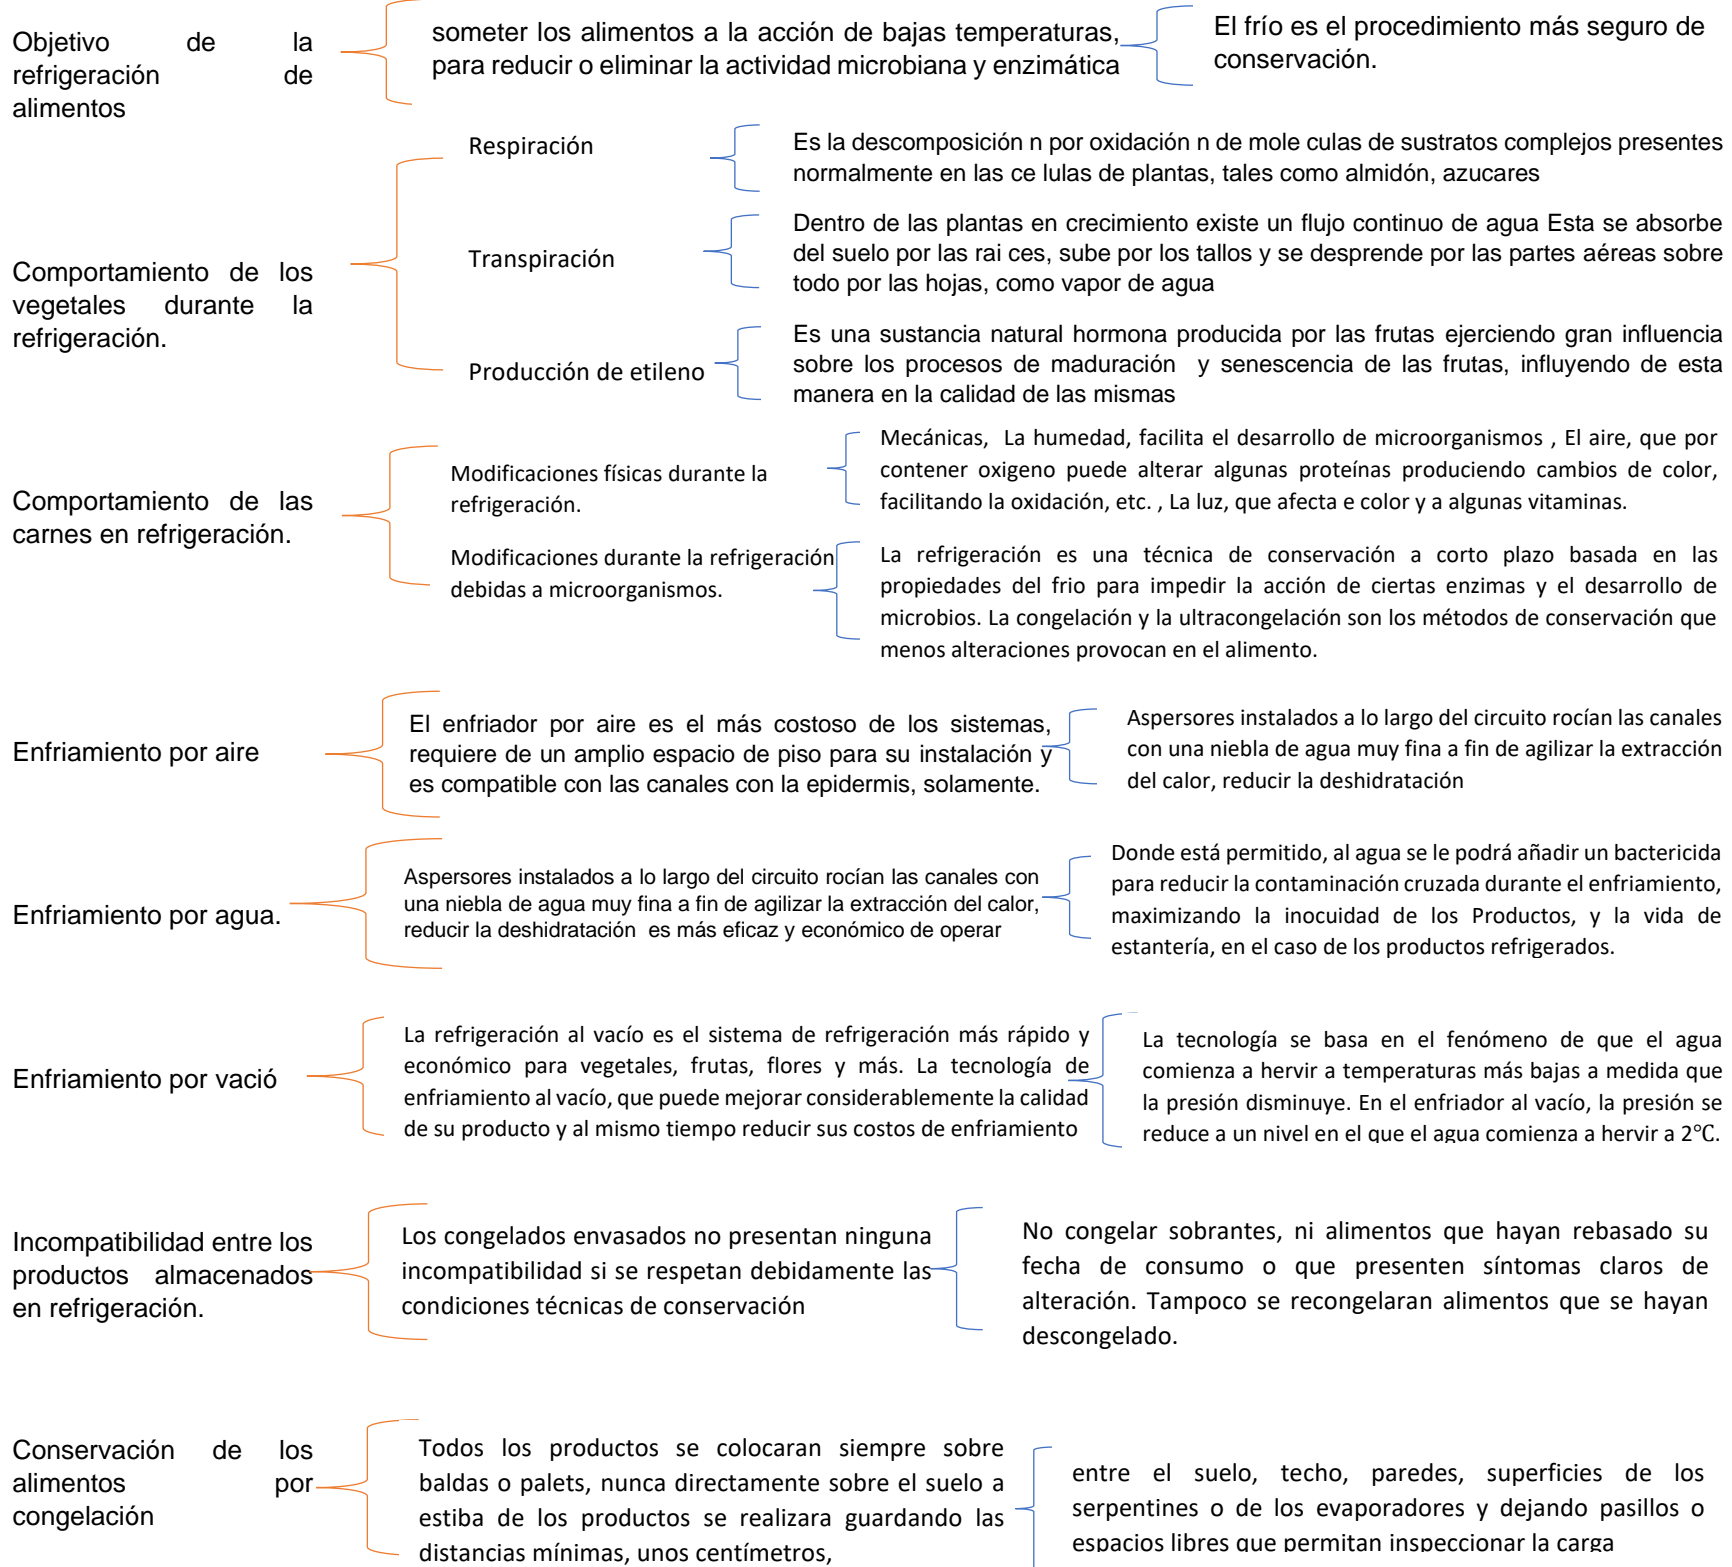 Objetivo de la
refrigeración de
alimentos
someter los alimentos a la acción de bajas temperaturas,
para reducir o eliminar la actividad microbiana y enzimática
El frío es el procedimiento más seguro de
conservación.
Comportamiento de los
vegetales durante la
refrigeración.
Respiración
Es la descomposición n por oxidación n de mole culas de sustratos complejos presentes
normalmente en las ce lulas de plantas, tales como almidón, azucares
Transpiración
Dentro de las plantas en crecimiento existe un flujo continuo de agua Esta se absorbe
del suelo por las rai ces, sube por los tallos y se desprende por las partes aéreas sobre
todo por las hojas, como vapor de agua
Producción de etileno
Es una sustancia natural hormona producida por las frutas ejerciendo gran influencia
sobre los procesos de maduración y senescencia de las frutas, influyendo de esta
manera en la calidad de las mismas
Comportamiento de las
carnes en refrigeración.
Modificaciones físicas durante la
refrigeración.
Mecánicas, La humedad, facilita el desarrollo de microorganismos , El aire, que por
contener oxigeno puede alterar algunas proteínas produciendo cambios de color,
facilitando la oxidación, etc. , La luz, que afecta e color y a algunas vitaminas.
Modificaciones durante la refrigeración
debidas a microorganismos.
La refrigeración es una técnica de conservación a corto plazo basada en las
propiedades del frio para impedir la acción de ciertas enzimas y el desarrollo de
microbios. La congelación y la ultracongelación son los métodos de conservación que
menos alteraciones provocan en el alimento.
Enfriamiento por aire
El enfriador por aire es el más costoso de los sistemas,
requiere de un amplio espacio de piso para su instalación y
es compatible con las canales con la epidermis, solamente.
Aspersores instalados a lo largo del circuito rocían las canales
con una niebla de agua muy fina a fin de agilizar la extracción
del calor, reducir la deshidratación
Enfriamiento por agua.
Aspersores instalados a lo largo del circuito rocían las canales con
una niebla de agua muy fina a fin de agilizar la extracción del calor,
reducir la deshidratación es más eficaz y económico de operar
Donde está permitido, al agua se le podrá añadir un bactericida
para reducir la contaminación cruzada durante el enfriamiento,
maximizando la inocuidad de los Productos, y la vida de
estantería, en el caso de los productos refrigerados.
Enfriamiento por vació
La refrigeración al vacío es el sistema de refrigeración más rápido y
económico para vegetales, frutas, flores y más. La tecnología de
enfriamiento al vacío, que puede mejorar considerablemente la calidad
de su producto y al mismo tiempo reducir sus costos de enfriamiento
La tecnología se basa en el fenómeno de que el agua
comienza a hervir a temperaturas más bajas a medida que
la presión disminuye. En el enfriador al vacío, la presión se
reduce a un nivel en el que el agua comienza a hervir a 2°C.
Incompatibilidad entre los
productos almacenados
en refrigeración.
Los congelados envasados no presentan ninguna
incompatibilidad si se respetan debidamente las
condiciones técnicas de conservación
No congelar sobrantes, ni alimentos que hayan rebasado su
fecha de consumo o que presenten síntomas claros de
alteración. Tampoco se recongelaran alimentos que se hayan
descongelado.
Conservación de los
alimentos por
congelación
Todos los productos se colocaran siempre sobre
baldas o palets, nunca directamente sobre el suelo a
estiba de los productos se realizara guardando las
distancias mínimas, unos centímetros,
entre el suelo, techo, paredes, superficies de los
serpentines o de los evaporadores y dejando pasillos o
espacios libres que permitan inspeccionar la carga